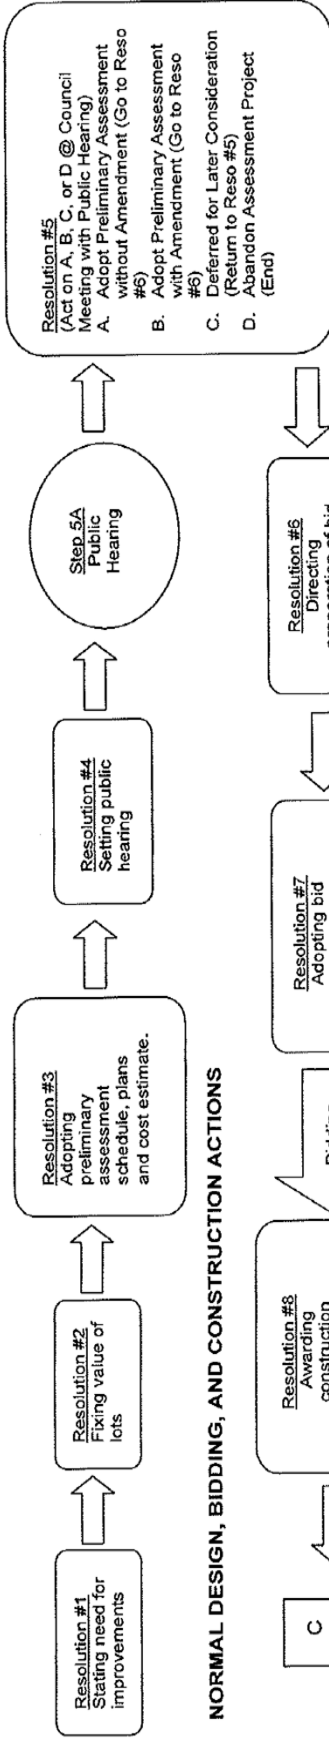 Resolution #1
Stating need for
improvements
Resolution #2
Fixing value of
lots
Resolution #3
Adopting
preliminary
assessment
schedule, plans
and cost estimate.
Resolution #4
Setting public
hearing
Step 5A
Public
Hearing
Resolution #5
(Act on A, B, C, or D @ Council
Meeting with Public Hearing)
A. Adopt Preliminary Assessment
without Amendment (Go to Reso
#6)
B. Adopt Preliminary Assessment
with Amendment (Go to Reso
#6)
C. Deferred for Later Consideration
(Return to Reso #5)
D. Abandon Assessment Project
(End)
NORMAL DESIGN, BIDDING, AND CONSTRUCTION ACTIONS
Resolution #6
Directing
Resolution #7
Adopting bid
Resolution #8
Awarding
construction
C